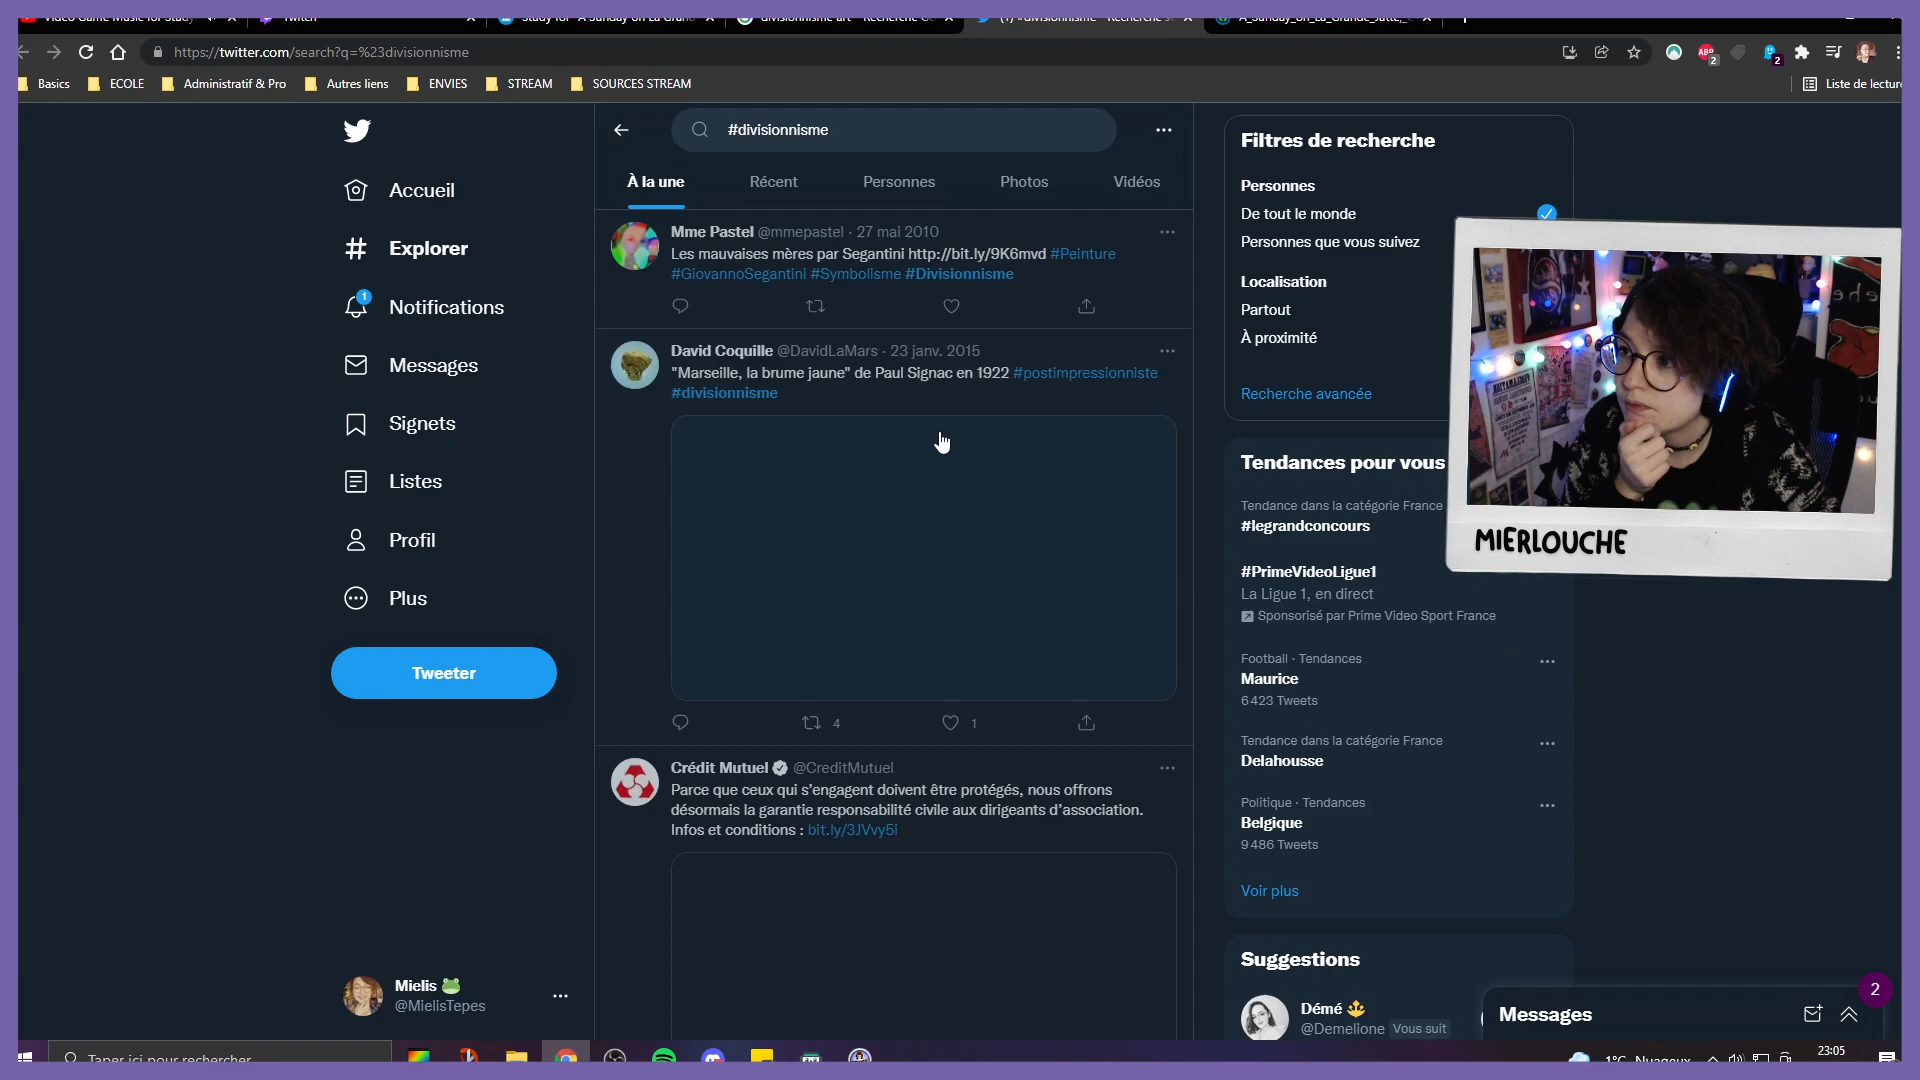 https://twitter.com/search?q=%23divisionnisme
2
2
Basics ECOLE Administratif & Pro Autres liens ENVIES STREAM SOURCES STREAM
Liste de lecture
#divisionnisme
À la une Récent Personnes Photos Vidéos
Accueil
Explorer
1
Notifications
Messages
Signets
Listes
Profil
Plus
Tweeter
Mielis
@MielisTepes
Mme Pastel @mmepastel · 27 mai 2010
Les mauvaises mères par Segantini http://bit.ly/9K6mvd #Peinture
#GiovannoSegantini #Symbolisme #Divisionnisme
David Coquille @DavidLaMars · 23 janv. 2015
"Marseille, la brume jaune" de Paul Signac en 1922 #postimpressionniste
#divisionnisme
4 1
Crédit Mutuel @CreditMutuel
Parce que ceux qui s'engagent doivent être protégés, nous offrons
désormais la garantie responsabilité civile aux dirigeants d'association.
Infos et conditions : bit.ly/3JVvy5i
Filtres de recherche
Personnes
De tout le monde
Personnes que vous suivez
Localisation
Partout
À proximité
Recherche avancée
MIERLOUCHE
Tendances pour vous
Tendance dans la catégorie France
#legrandconcours
#PrimeVideoLigue1
La Ligue 1, en direct
Sponsorisé par Prime Video Sport France
Football · Tendances
Maurice
6 423 Tweets
Tendance dans la catégorie France
Delahousse
Politique · Tendances
Belgique
9 486 Tweets
Voir plus
Suggestions
Démé
@Demelione Vous suit
Messages
2
Taper ici pour rechercher
1°C Nuageux
23:05